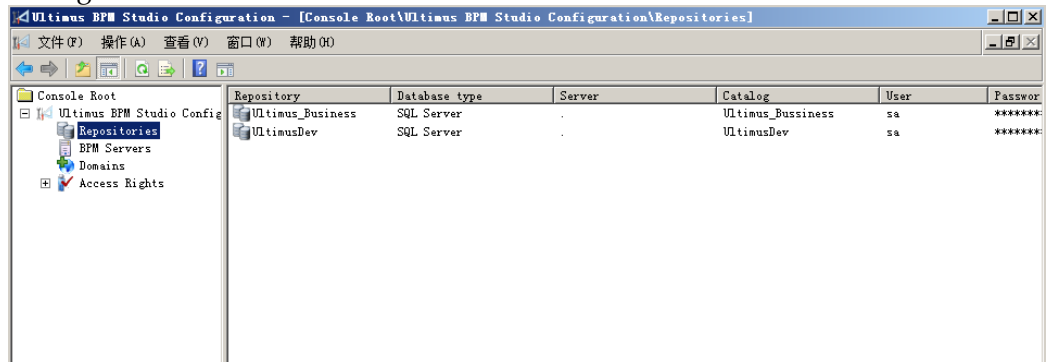 Ultimus BPM Studio Configuration - [Console Root\Ultimus BPM Studio Configuration\Repositories]
文件(F) 操作(A) 查看(V) 窗口(W) 帮助(H)
Console Root
Ultimus BPM Studio Config
Repositories
BPM Servers
Domains
Access Rights
Repository Database type Server Catalog User Passwor
Ultimus_Business SQL Server . Ultimus_Bussiness sa *******
UltimusDev SQL Server . UltimusDev sa *******